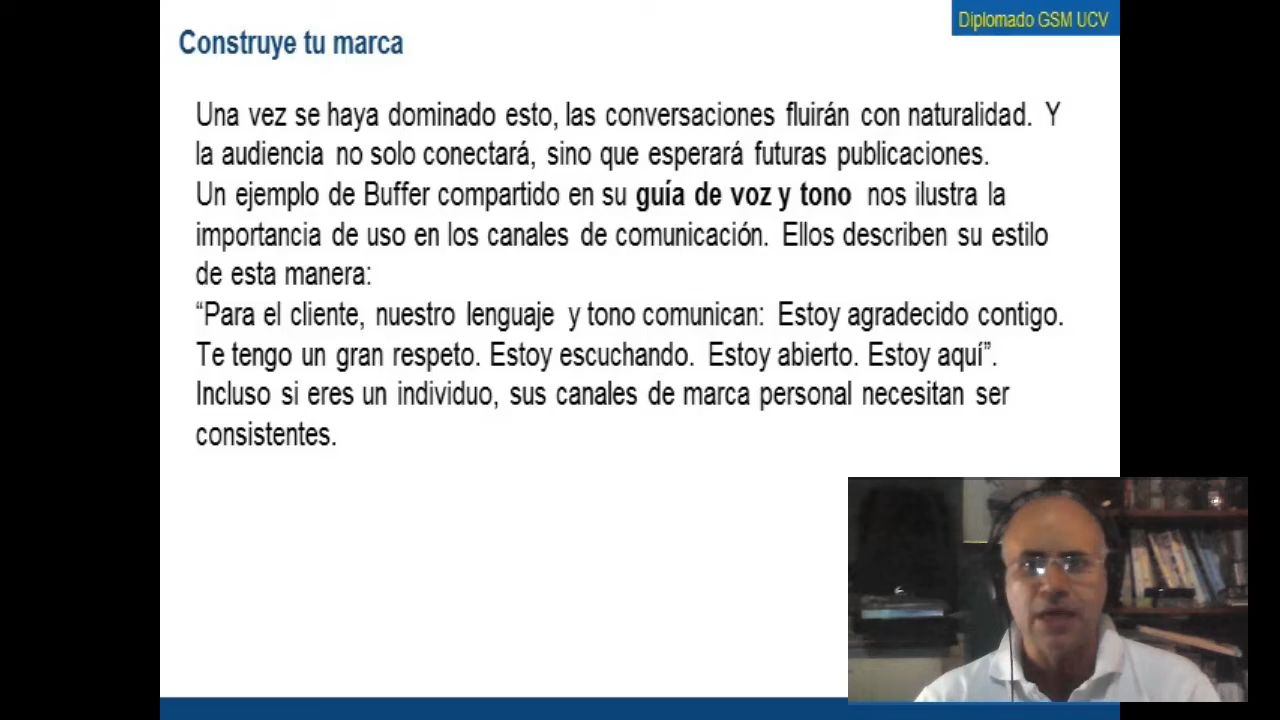 Diplomado GSM UCV
Construye tu marca
Una vez se haya dominado esto, las conversaciones fluirán con naturalidad. Y
la audiencia no solo conectará, sino que esperará futuras publicaciones.
Un ejemplo de Buffer compartido en su guía de voz y tono nos ilustra la
importancia de uso en los canales de comunicación. Ellos describen su estilo
de esta manera:
“Para el cliente, nuestro lenguaje y tono comunican: Estoy agradecido contigo.
Te tengo un gran respeto. Estoy escuchando. Estoy abierto. Estoy aquí”.
Incluso si eres un individuo, sus canales de marca personal necesitan ser
consistentes.